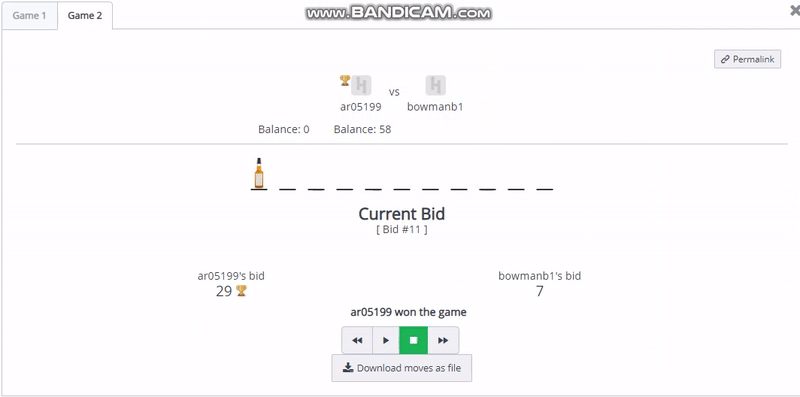 www.BANDICAM.com
Game 1 Game 2
Permalink
vs
ar05199 bowmanb1
Balance: 0 Balance: 58
Current Bid
[ Bid #11 ]
ar05199's bid bowmanb1's bid
29 7
ar05199 won the game
Download moves as file